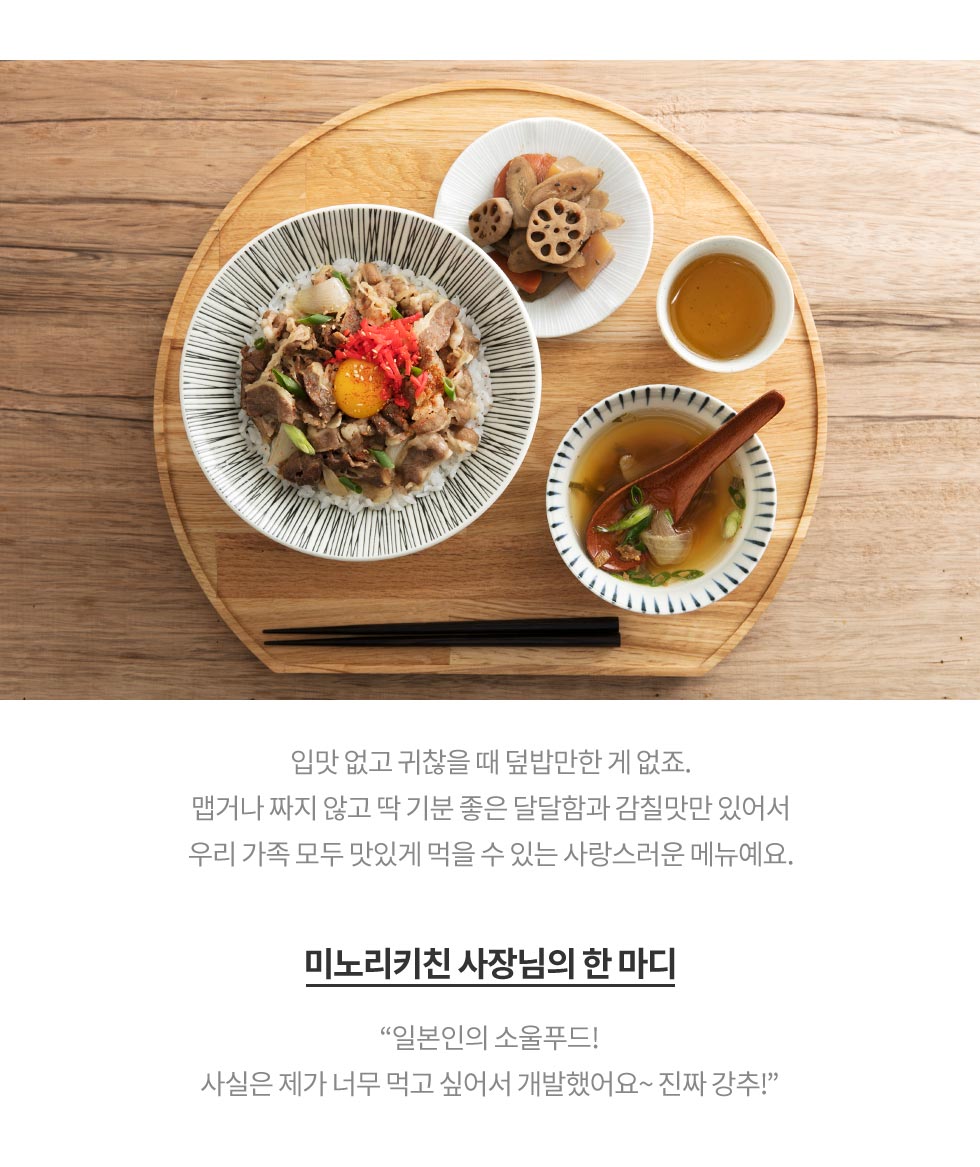 입맛 없고 귀찮을 때 덮밥만한 게 없죠.
맵거나 짜지 않고 딱 기분 좋은 달달함과 감칠맛만 있어서
우리 가족 모두 맛있게 먹을 수 있는 사랑스러운 메뉴예요.
미노리키친 사장님의 한 마디
“일본인의 소울푸드!
사실은 제가 너무 먹고 싶어서 개발했어요~ 진짜 강추!”